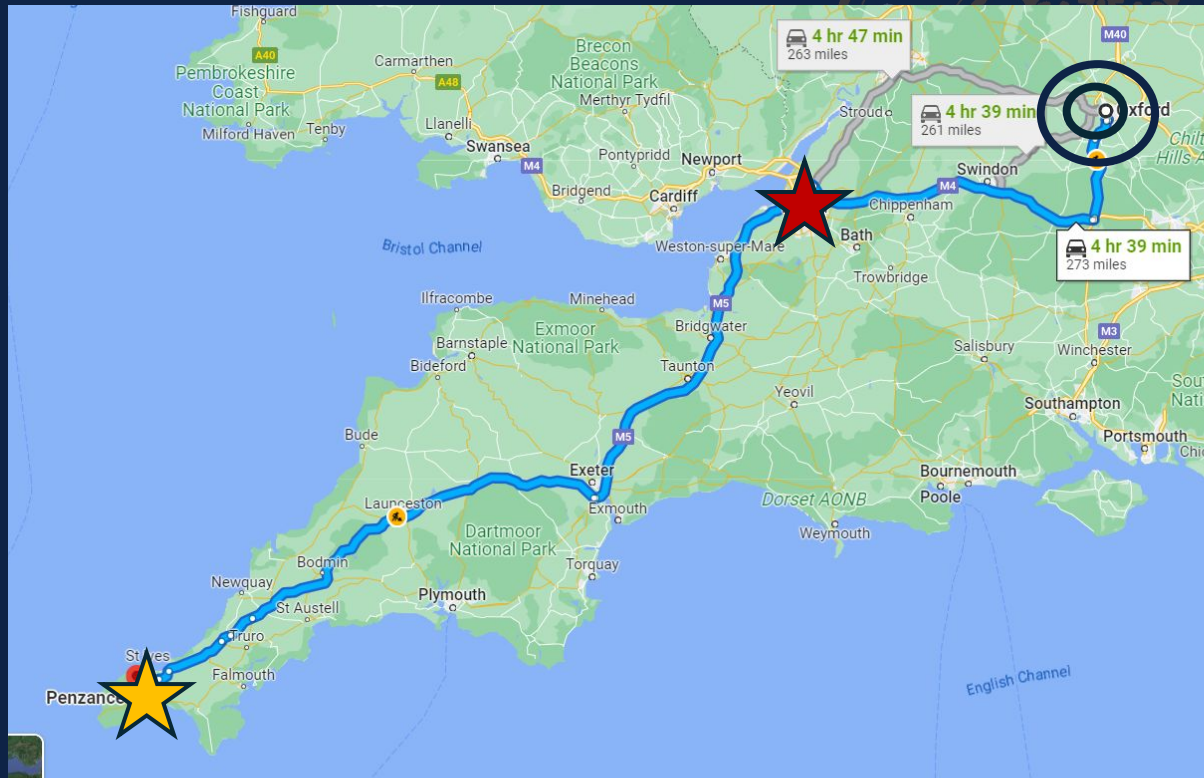 Fishguard
M40
4 hr 47 min
263 miles
A40
Carmarthen
Brecon
Beacons
National Park
Pembrokeshire
Coast
National Park
A48
Merthyr Tydfil
Stroud
4 hr 39 min
261 miles
Oxford
Milford Haven
Tenby
Llanelli
Swansea
M4
Pontypridd
Newport
Swindon
Hills A
Bridgend
Cardiff
M4
Chippenham
Bristol Channel
Weston-super-Mare
Bath
4 hr 39 min
273 miles
Trowbridge
Ilfracombe
Minehead
M5
Exmoor
National Park
Bridgwater
M3
Barnstaple
Salisbury
Winchester
Bideford
Taunton
Yeovil
Southampton
Bude
M5
Portsmouth
Exeter
Bournemouth
Launceston
Exmouth
Dorset AONB
Poole
Dartmoor
National Park
Weymouth
Bodmin
Torquay
Newquay
Plymouth
St Austell
Truro
Falmouth
Penzance
English Channel